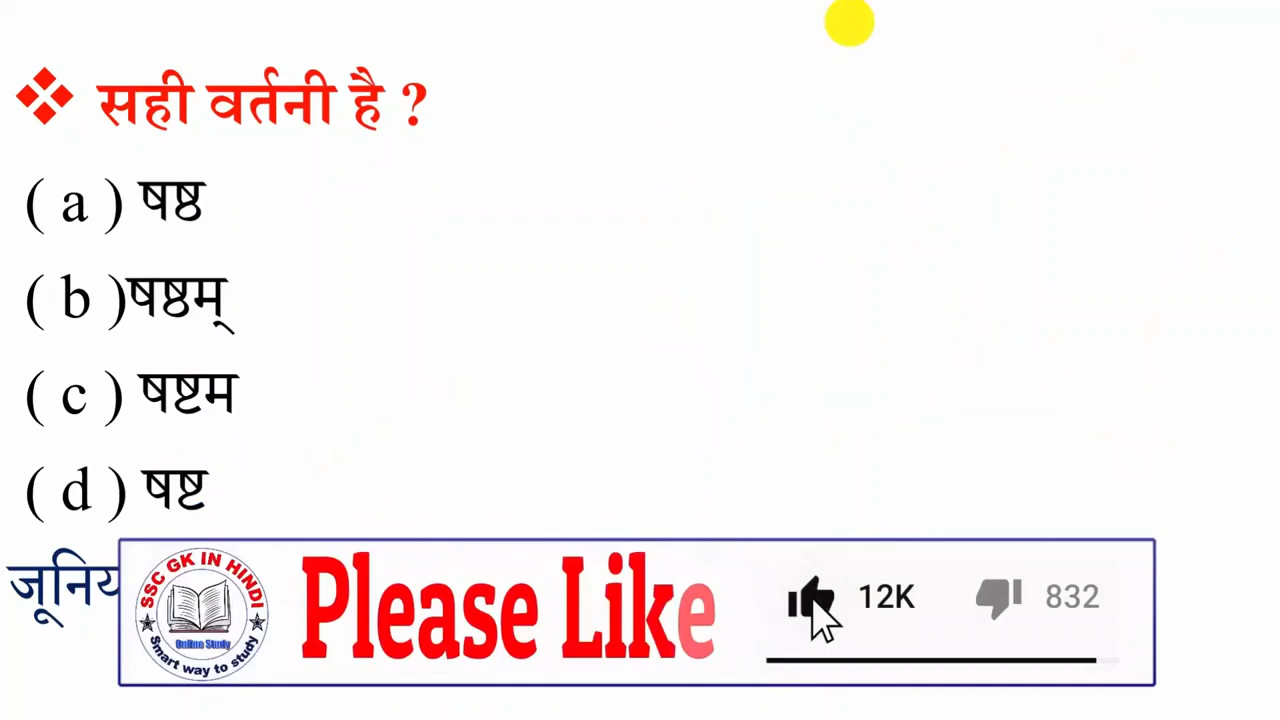 ❖ सही वर्तनी है ?
( a ) षष्ठ
( b )षष्ठम्
( c ) षष्टम
( d ) षष्ट
SSC GK IN HINDI
Online Study
Smart way to study
Please Like
12K
832